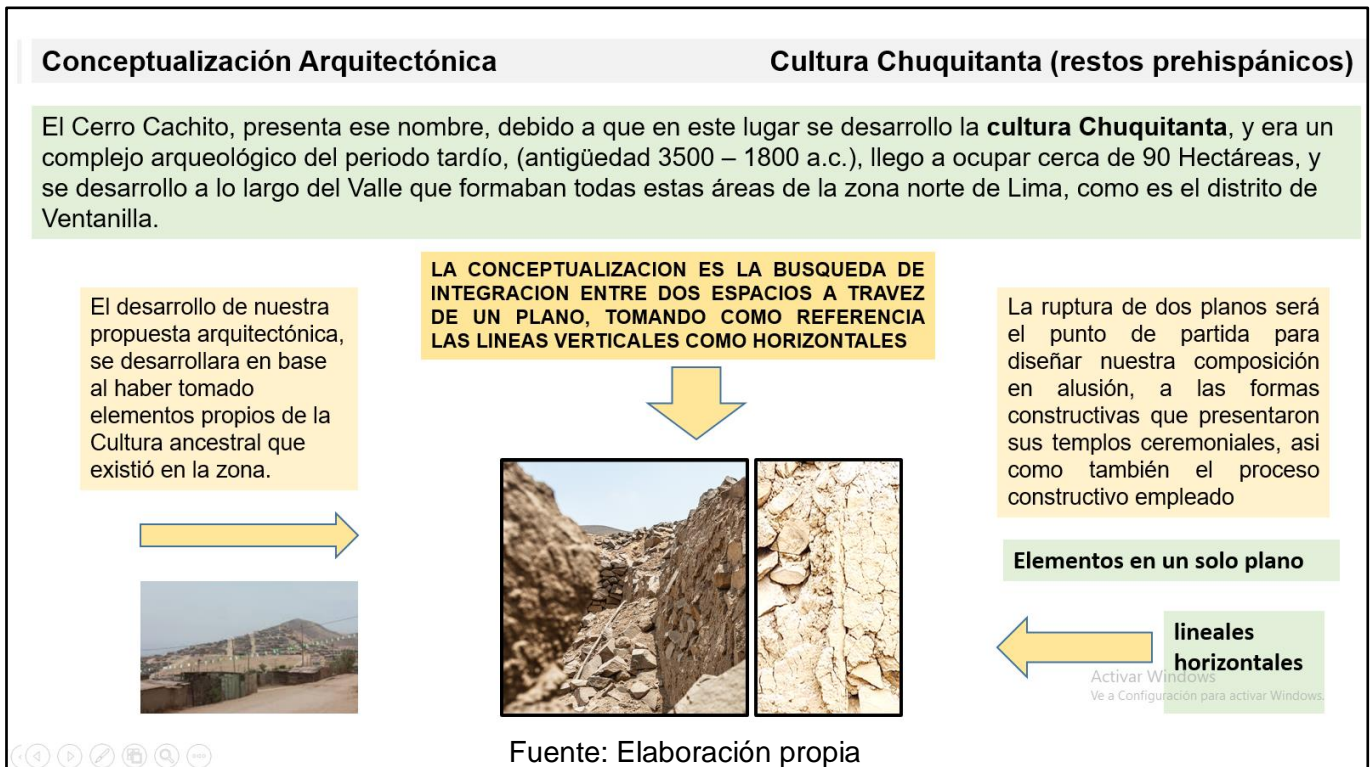 Conceptualización Arquitectónica
Cultura Chuquitanta (restos prehispánicos)
El Cerro Cachito, presenta ese nombre, debido a que en este lugar se desarrollo la cultura Chuquitanta, y era un
complejo arqueológico del periodo tardío, (antigüedad 3500 – 1800 a.c.), llego a ocupar cerca de 90 Hectáreas, y
se desarrollo a lo largo del Valle que formaban todas estas áreas de la zona norte de Lima, como es el distrito de
Ventanilla.
LA CONCEPTUALIZACION ES LA BUSQUEDA DE
INTEGRACION ENTRE DOS ESPACIOS A TRAVEZ
DE UN PLANO, TOMANDO COMO REFERENCIA
LAS LINEAS VERTICALES COMO HORIZONTALES
El desarrollo de nuestra
propuesta arquitectónica,
se desarrollara en base
al haber tomado
elementos propios de la
Cultura ancestral que
existió en la zona.
La ruptura de dos planos será
el punto de partida para
diseñar nuestra composición
en alusión, a las formas
constructivas que presentaron
sus templos ceremoniales, asi
como también el proceso
constructivo empleado
Elementos en un solo plano
lineales
horizontales
Activar Windows
Ve a Configuración para activar Windows.
Fuente: Elaboración propia